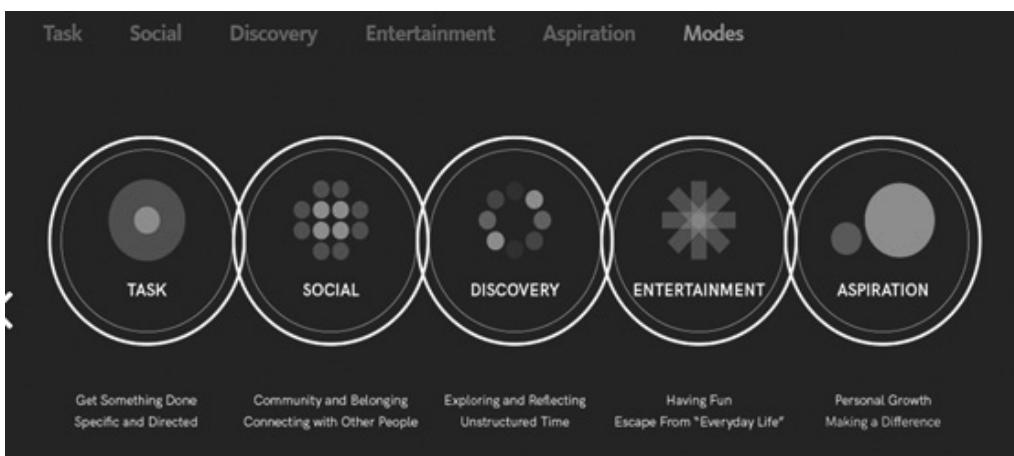 Task Social Discovery Entertainment Aspiration Modes
TASK SOCIAL DISCOVERY ENTERTAINMENT ASPIRATION
Get Something Done
Specific and Directed
Community and Belonging
Connecting with Other People
Exploring and Reflecting
Unstructured Time
Having Fun
Escape From "Everyday Life"
Personal Growth
Making a Difference